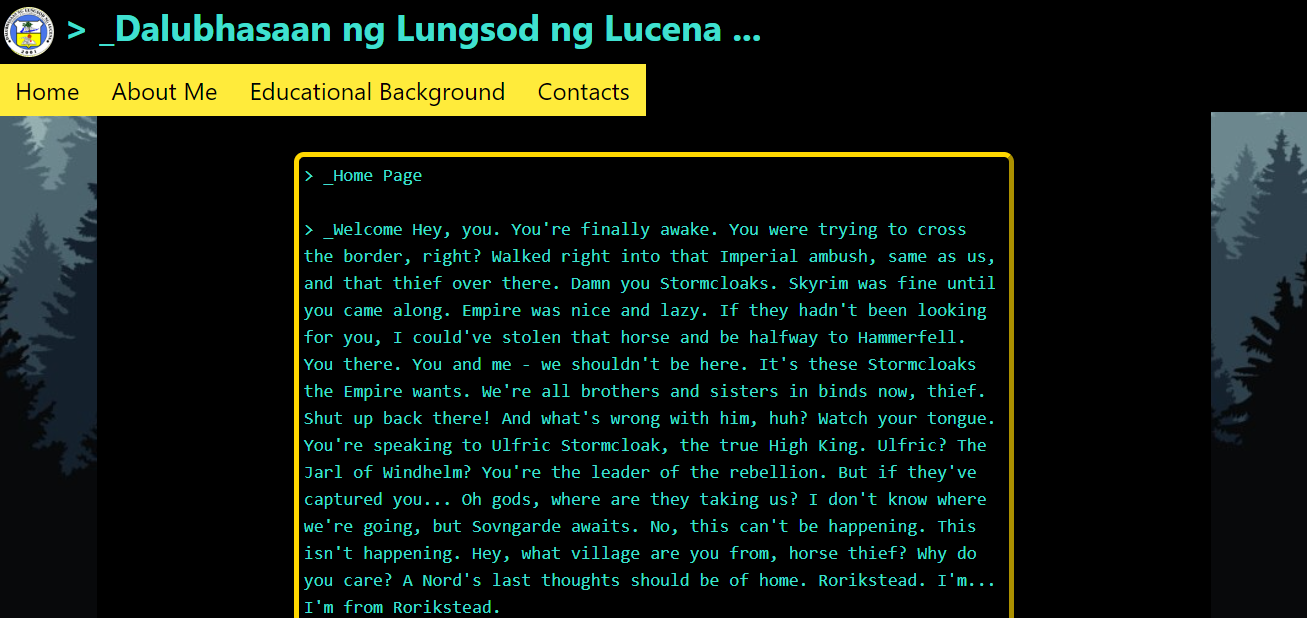 > _Dalubhasaan ng Lungsod ng Lucena ...
Home About Me Educational Background Contacts
> _Home Page
> _Welcome Hey, you. You're finally awake. You were trying to cross
the border, right? Walked right into that Imperial ambush, same as us,
and that thief over there. Damn you Stormcloaks. Skyrim was fine until
you came along. Empire was nice and lazy. If they hadn't been looking
for you, I could've stolen that horse and be halfway to Hammerfell.
You there. You and me - we shouldn't be here. It's these Stormcloaks
the Empire wants. We're all brothers and sisters in binds now, thief.
Shut up back there! And what's wrong with him, huh? Watch your tongue.
You're speaking to Ulfric Stormcloak, the true High King. Ulfric? The
Jarl of Windhelm? You're the leader of the rebellion. But if they've
captured you... Oh gods, where are they taking us? I don't know where
we're going, but Sovngarde awaits. No, this can't be happening. This
isn't happening. Hey, what village are you from, horse thief? Why do
you care? A Nord's last thoughts should be of home. Rorikstead. I'm...
I'm from Rorikstead.